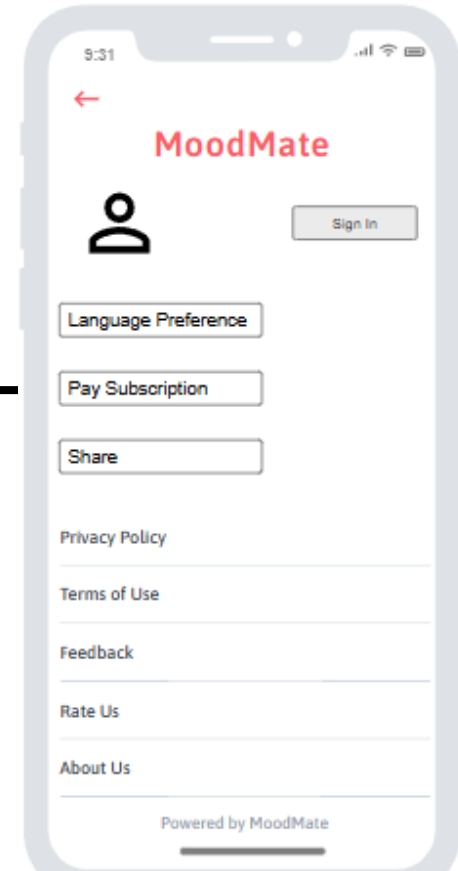 9:31
MoodMate
Sign In
Language Preference
Pay Subscription
Share
Privacy Policy
Terms of Use
Feedback
Rate Us
About Us
Powered by MoodMate